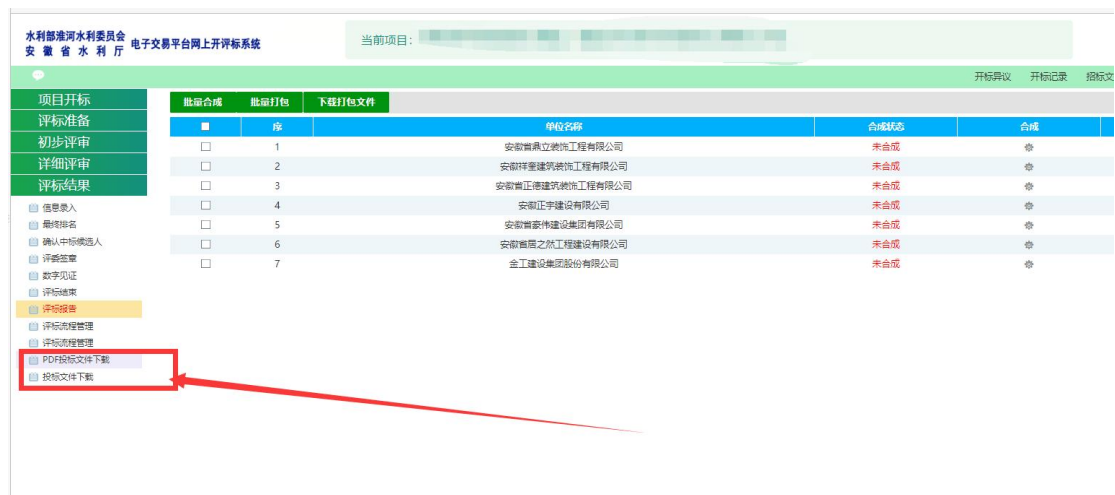 水利部淮河水利委员会
安徽省水利厅
电子交易平台网上开评标系统
当前项目:
开标异议 开标记录 招标文
项目开标
评标准备
初步评审
详细评审
评标结果
信息录入
最终排名
确认中标候选人
评委签章
数字见证
评标结束
评标报告
评标流程管理
评标流程管理
PDF投标文件下载
投标文件下载
批量合成 批量打包 下载打包文件
序 单位名称 合成状态 合成
1 安徽省鼎立装饰工程有限公司 未合成
2 安徽祥奎建筑装饰工程有限公司 未合成
3 安徽省正德建筑装饰工程有限公司 未合成
4 安徽正宇建设有限公司 未合成
5 安徽省豪伟建设集团有限公司 未合成
6 安徽省居之然工程建设有限公司 未合成
7 金工建设集团股份有限公司 未合成